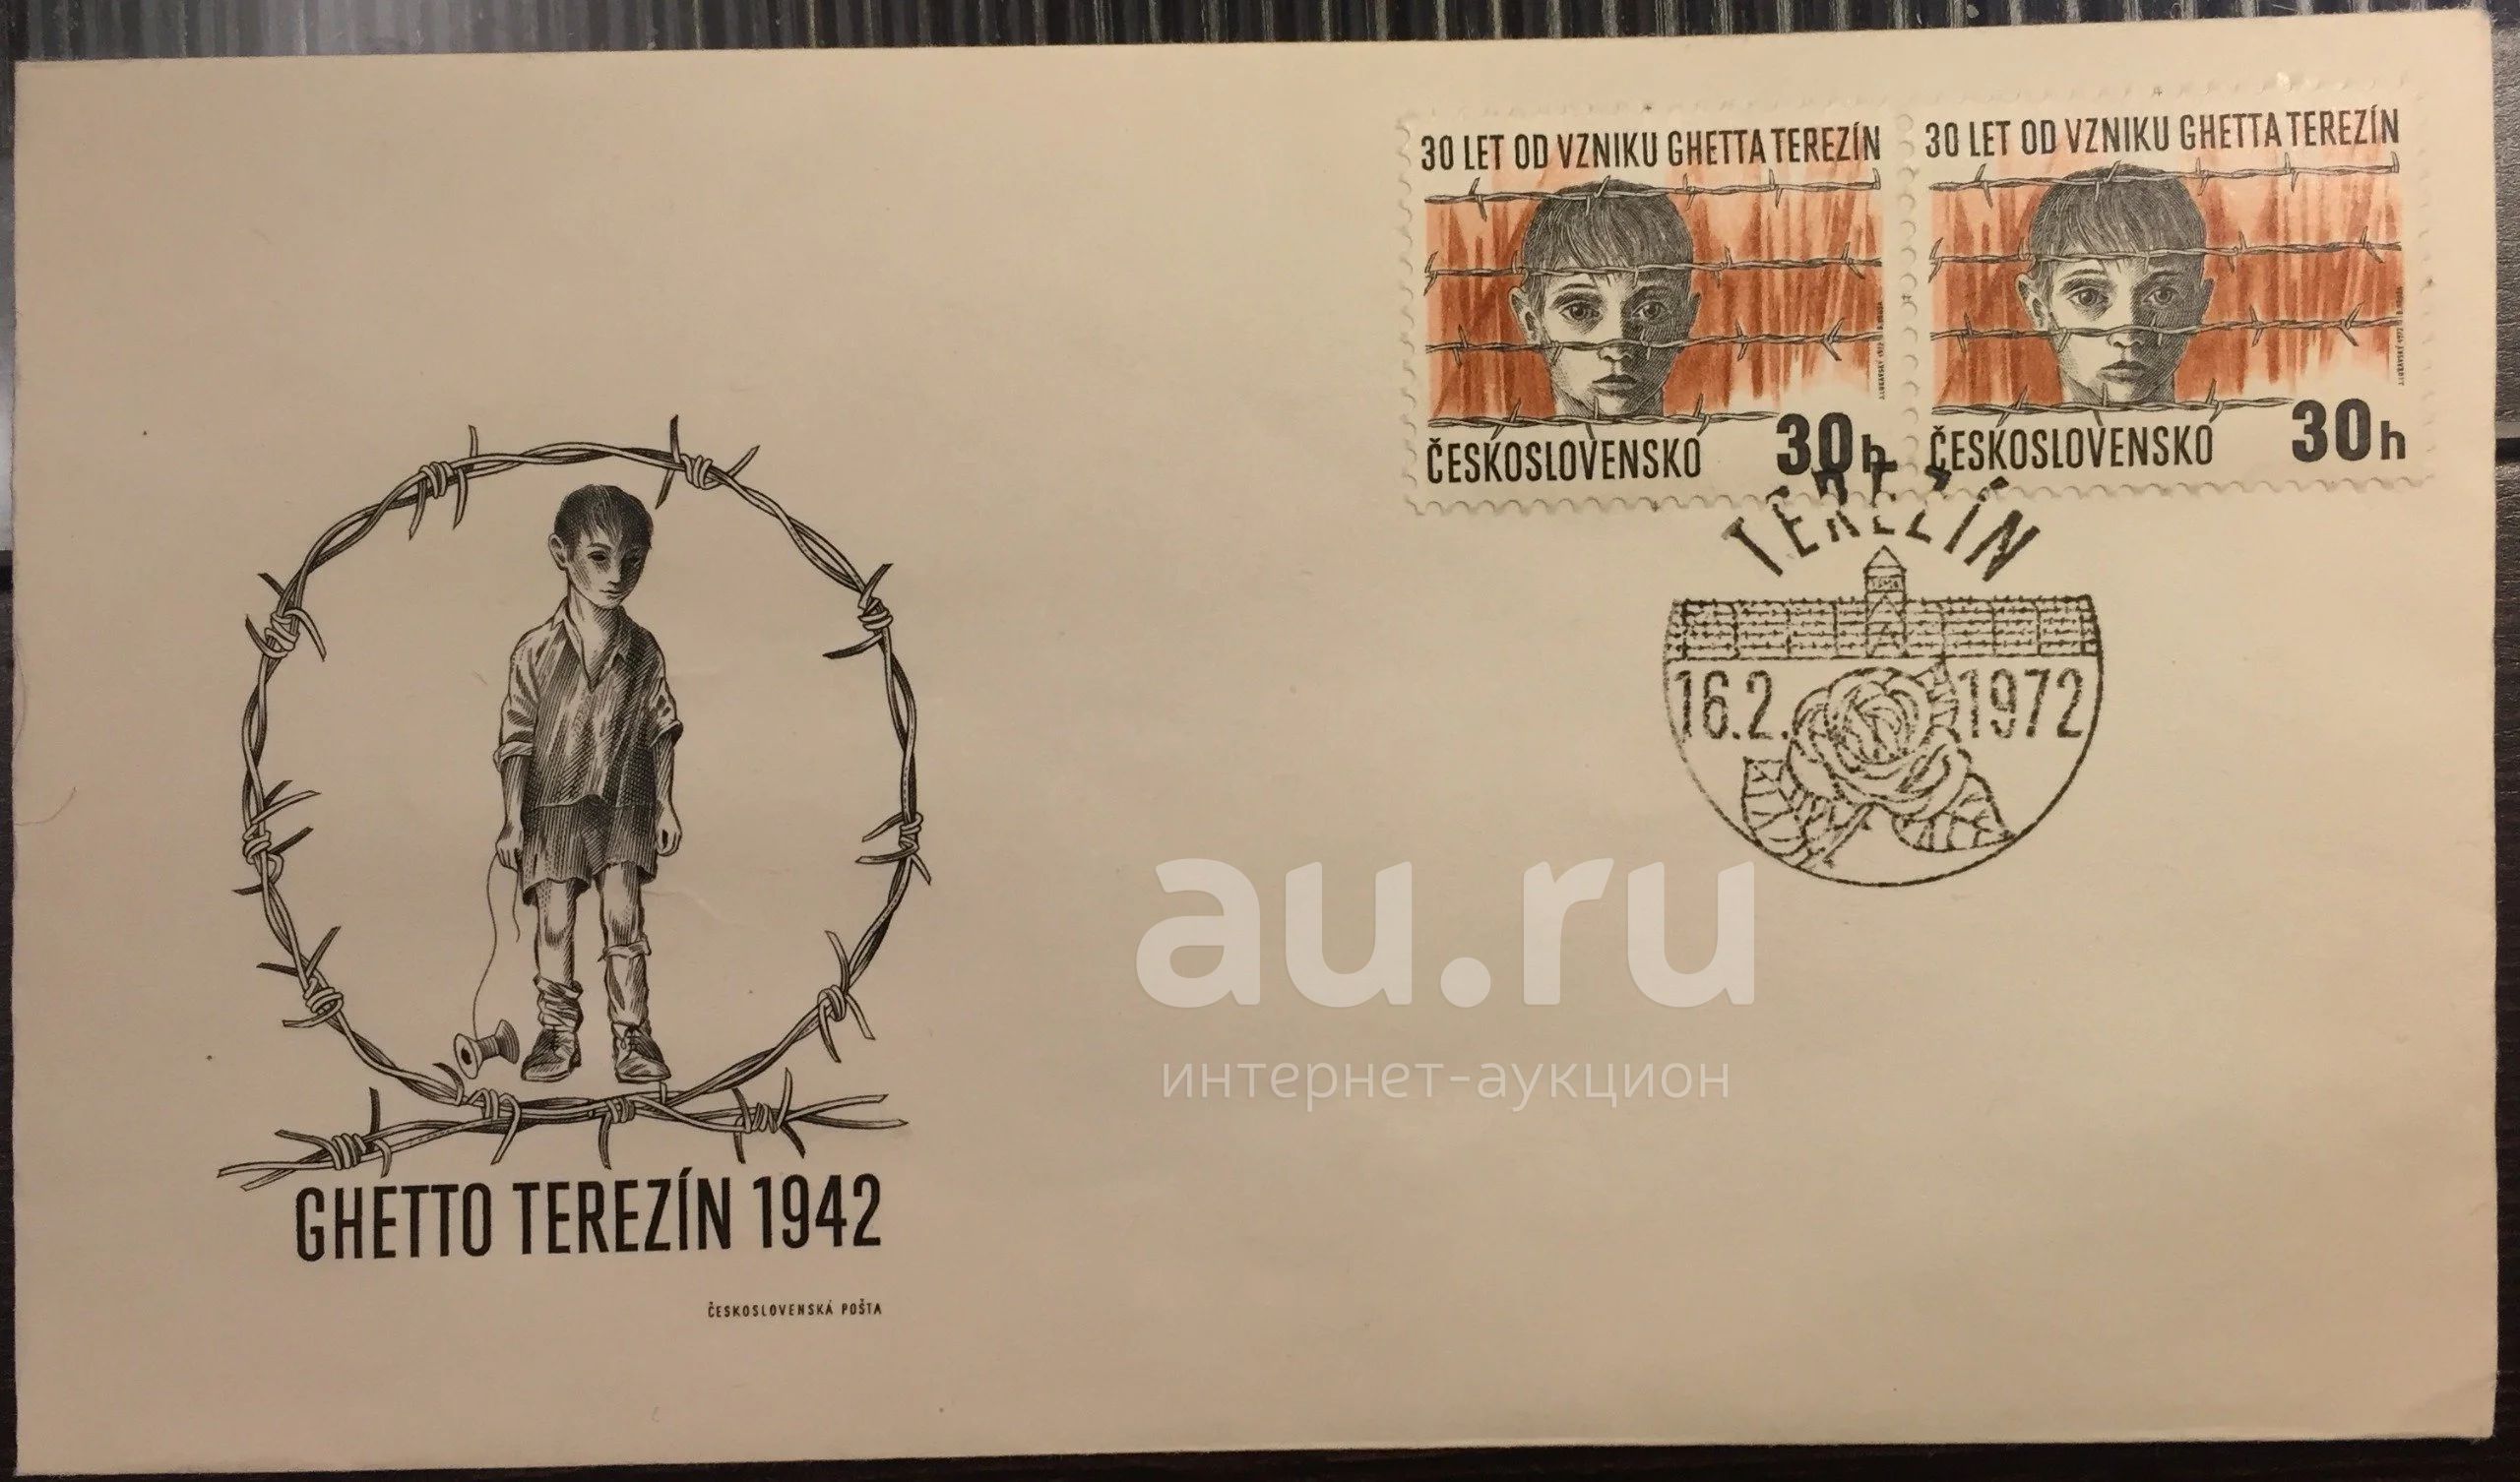 30 LET OD VZNIKU GHETTA TEREZÍN
ČESKOSLOVENSKO 30h
30 LET OD VZNIKU GHETTA TEREZÍN
ČESKOSLOVENSKO 30h
TEREZÍN
16.2. 1972
au.ru
интернет-аукцион
GHETTO TEREZÍN 1942
ČESKOSLOVENSKÁ POŠTA